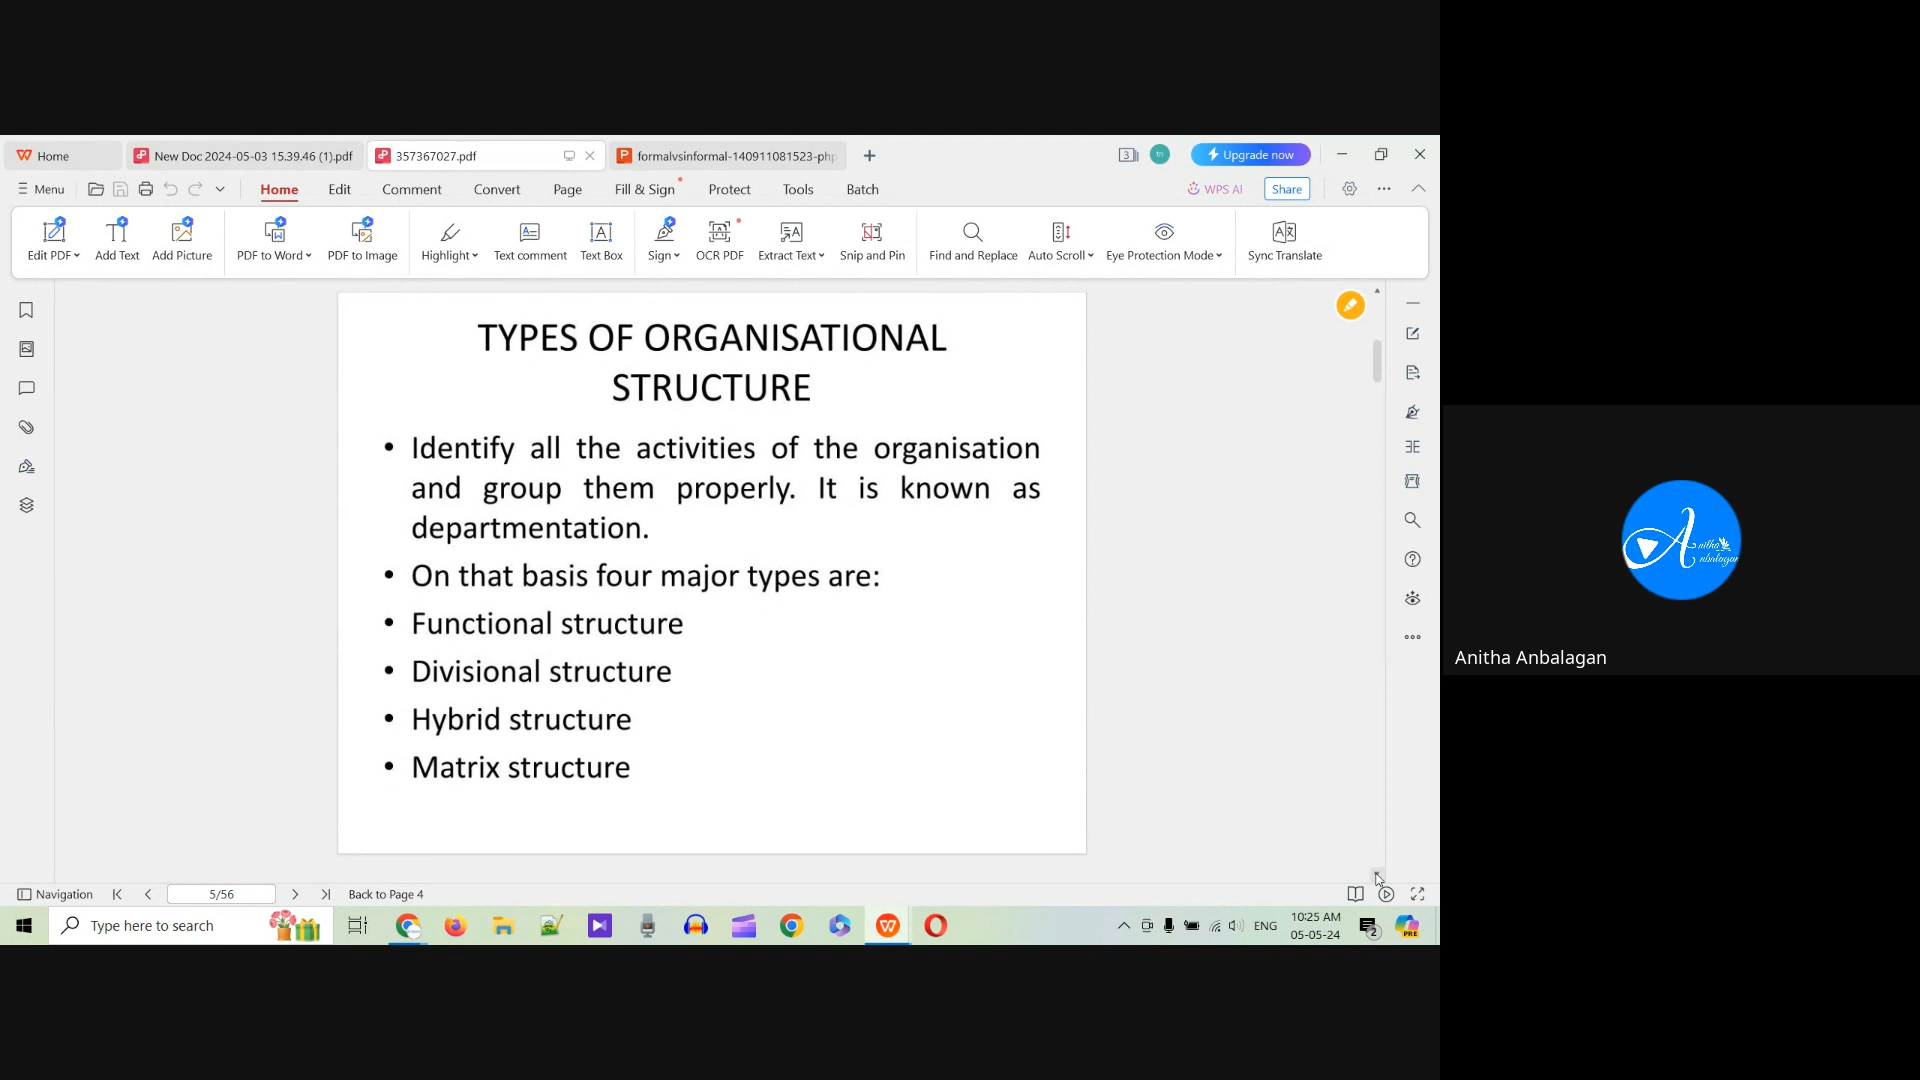 Home
New Doc 2024-05-03 15.39.46 (1).pdf
357367027.pdf
formalvsinformal-140911081523-php
3
Upgrade now
Menu
Home
Edit
Comment
Convert
Page
Fill & Sign
Protect
Tools
Batch
WPS AI
Share
Edit PDF
Add Text
Add Picture
PDF to Word
PDF to Image
Highlight
Text comment
Text Box
Sign
OCR PDF
Extract Text
Snip and Pin
Find and Replace
Auto Scroll
Eye Protection Mode
Sync Translate
TYPES OF ORGANISATIONAL
STRUCTURE
• Identify all the activities of the organisation
and group them properly. It is known as
departmentation.
• On that basis four major types are:
• Functional structure
• Divisional structure
• Hybrid structure
• Matrix structure
Anitha Anbalagan
Navigation
5/56
Back to Page 4
Type here to search
ENG
10:25 AM
05-05-24
2
PRE